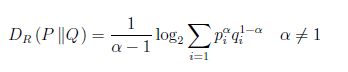 D_R (P ‖Q) = \frac{1}{α − 1} log_2 \sum_{i=1} p_i^α q_i^{1−α} α ≠ 1